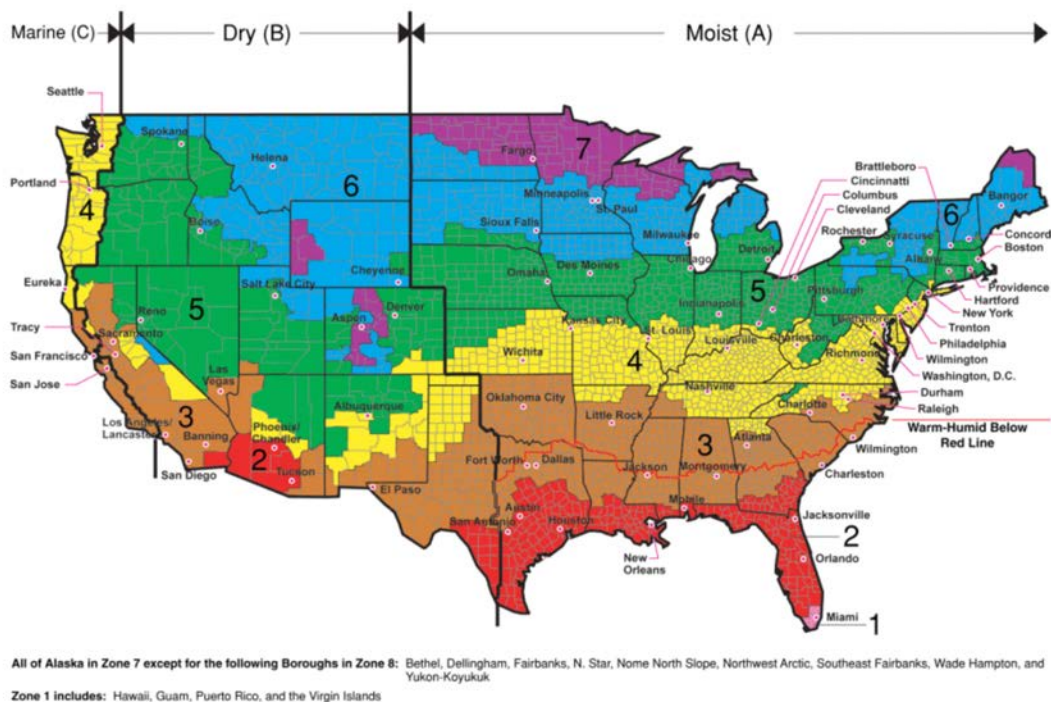 Marine (C)
Dry (B)
Moist (A)
Seattle
Spokane
Portland
4
Helena
6
Fargo
7
Brattleboro
Cincinnatti
Columbus
Cleveland
Rochester
6
Bangor
Minneapolis
St. Paul
Boise
Sioux Falls
Milwaukee
Detroit
Syracuse
Albany
Concord
Boston
Eureka
Salt Lake City
Cheyenne
Omaha
Des Moines
Chicago
Providence
Hartford
5
Reno
Aspen
Denver
Indianapolis
5
Pittsburgh
New York
Tracy
Sacramento
Kansas City
St. Louis
Baltimore
Trenton
Philadelphia
San Francisco
Wichita
4
Louisville
Charleston
Richmond
Wilmington
San Jose
Las
Vegas
Washington, D.C.
Nashville
Durham
3
Albuquerque
Oklahoma City
Little Rock
Charlotte
Raleigh
Los Angeles/
Lancaster
Phoenix/
Chandler
3
Atlanta
Warm-Humid Below
Red Line
Banning
2
Wilmington
San Diego
Tucson
Fort Worth
Dallas
Jackson
Montgomery
Charleston
El Paso
Austin
Mobile
San Antonio
Houston
Jacksonville
2
New
Orleans
Orlando
Miami
1
All of Alaska in Zone 7 except for the following Boroughs in Zone 8: Bethel, Dellingham, Fairbanks, N. Star, Nome North Slope, Northwest Arctic, Southeast Fairbanks, Wade Hampton, and
Yukon-Koyukuk
Zone 1 includes: Hawaii, Guam, Puerto Rico, and the Virgin Islands